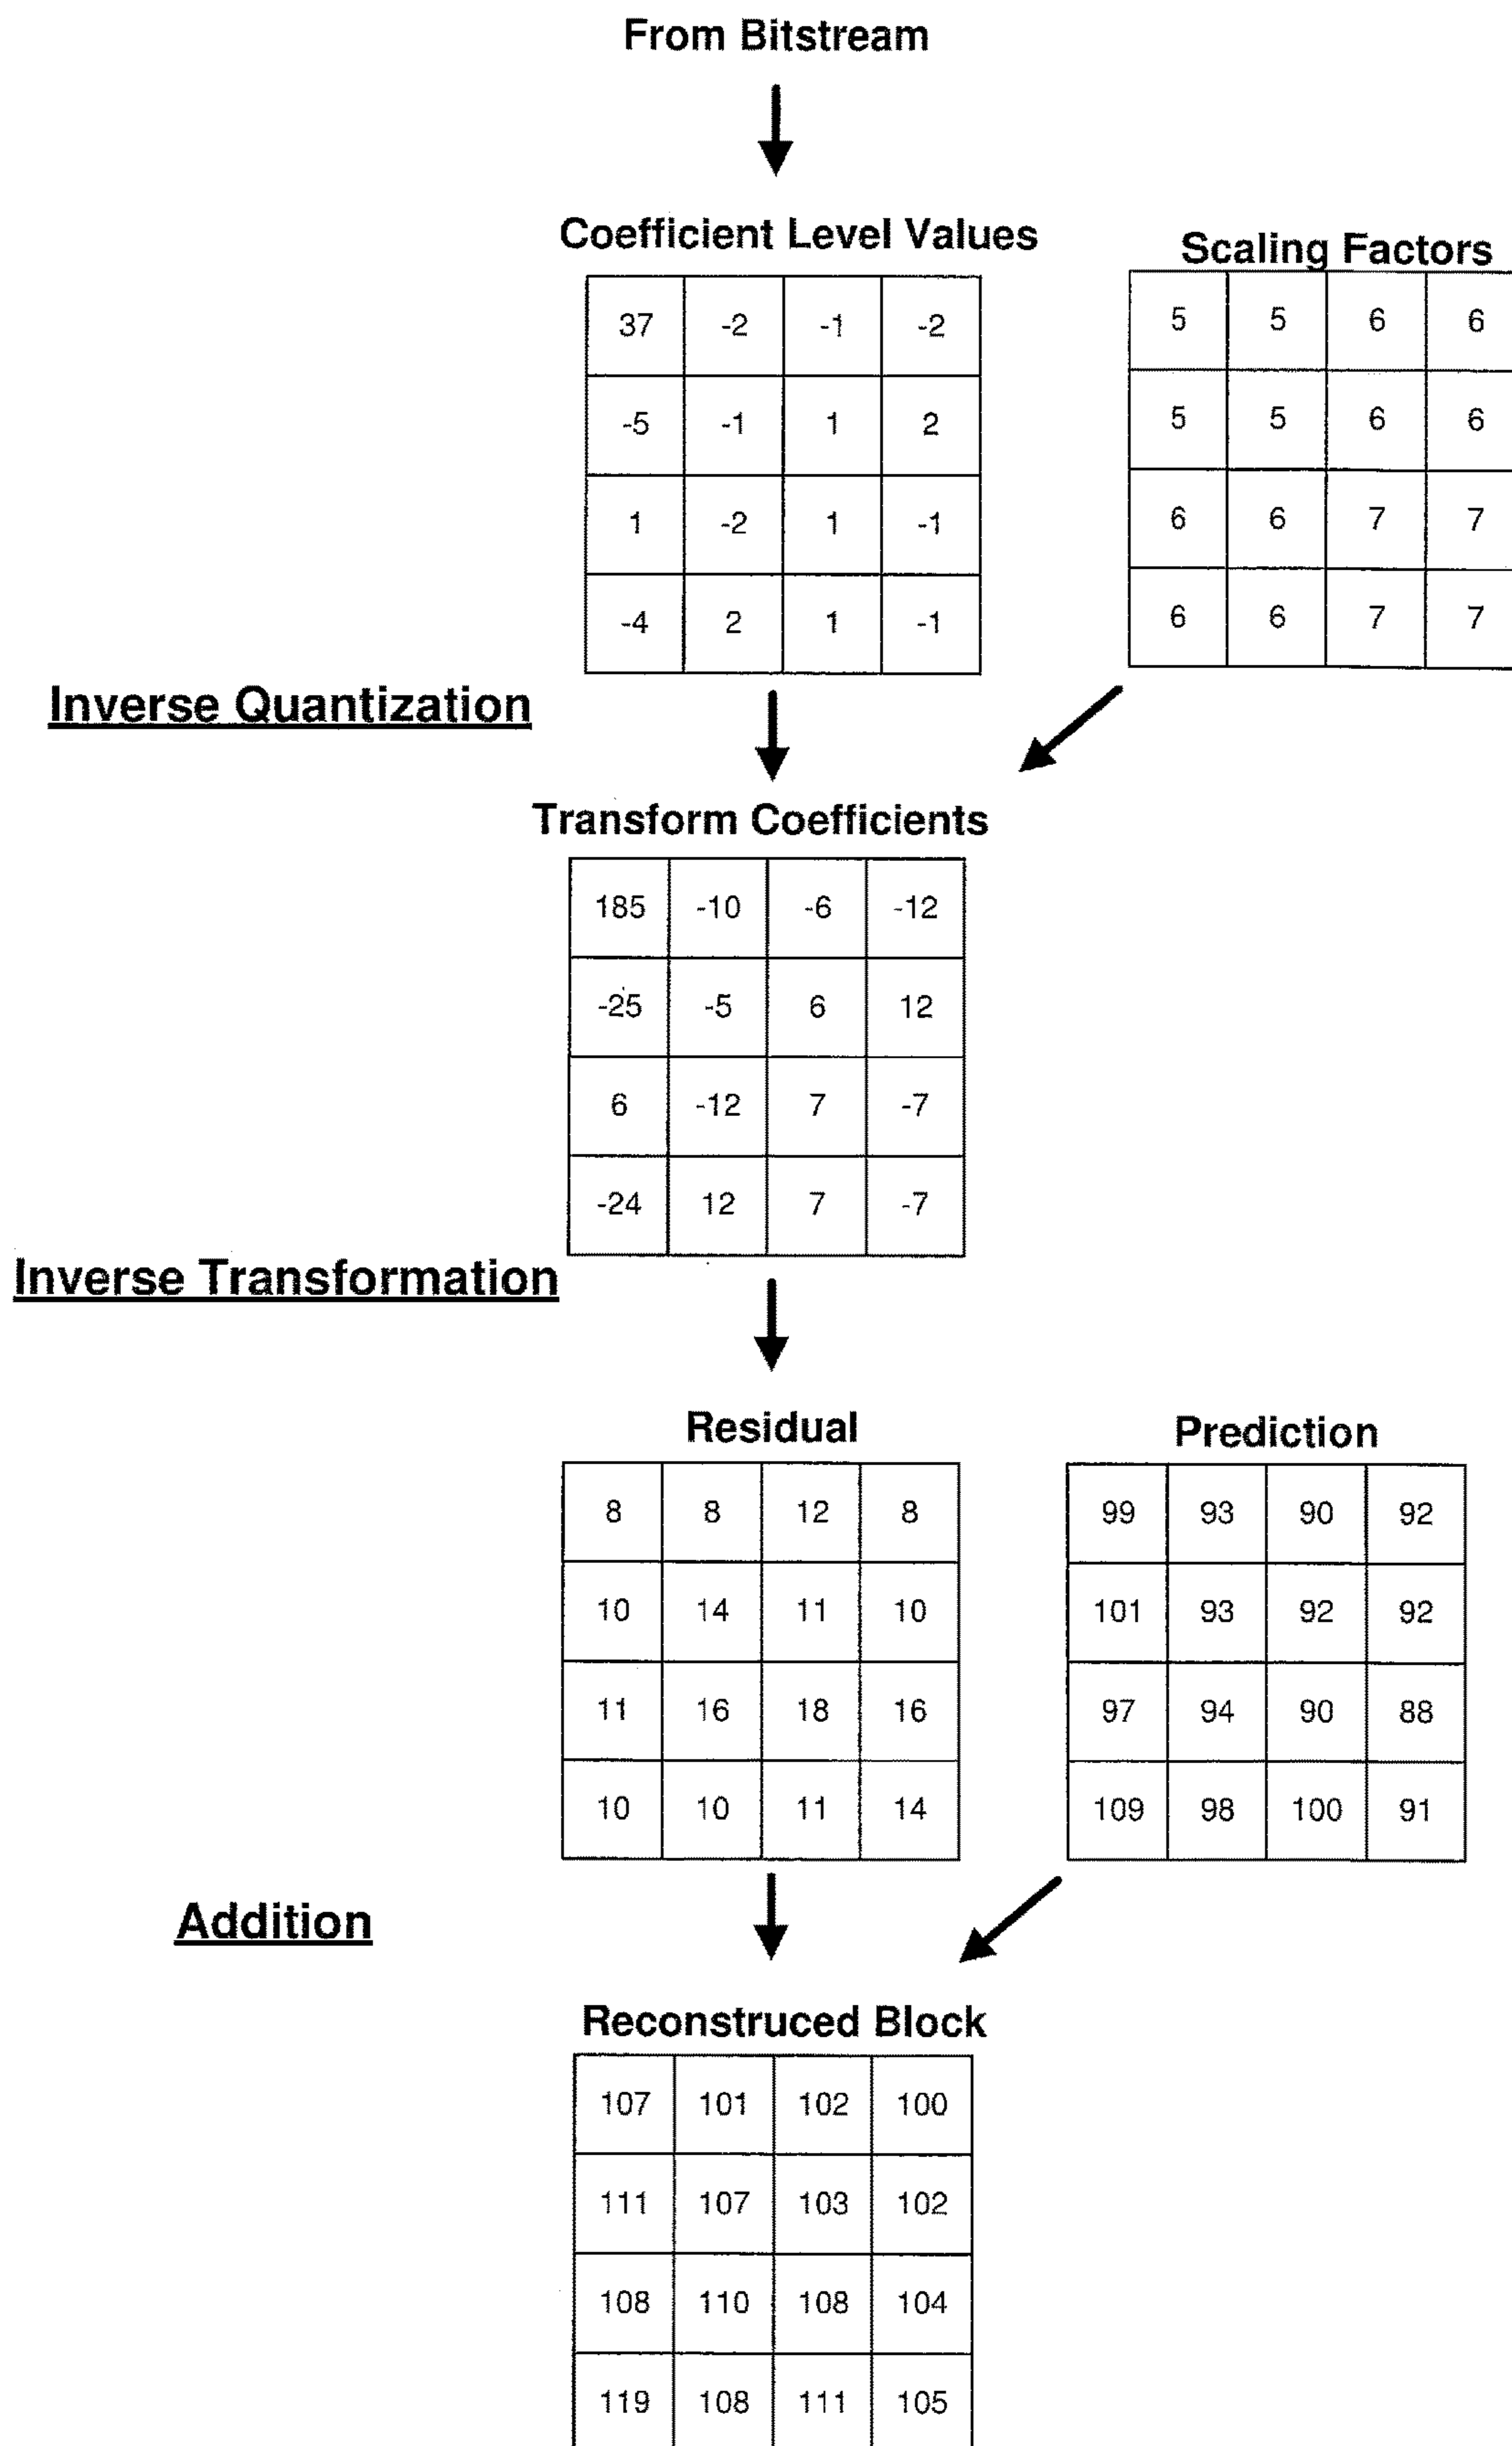 From Bitstream
Coefficient Level Values
37 -2 -1 -2
-5 -1 1 2
1 -2 1 -1
-4 2 1 -1
Scaling Factors
5 5 6 6
5 5 6 6
6 6 7 7
6 6 7 7
Inverse Quantization
Transform Coefficients
185 -10 -6 -12
-25 -5 6 12
6 -12 7 -7
-24 12 7 -7
Inverse Transformation
Residual
8 8 12 8
10 14 11 10
11 16 18 16
10 10 11 14
Prediction
99 93 90 92
101 93 92 92
97 94 90 88
109 98 100 91
Addition
Reconstruced Block
107 101 102 100
111 107 103 102
108 110 108 104
119 108 111 105